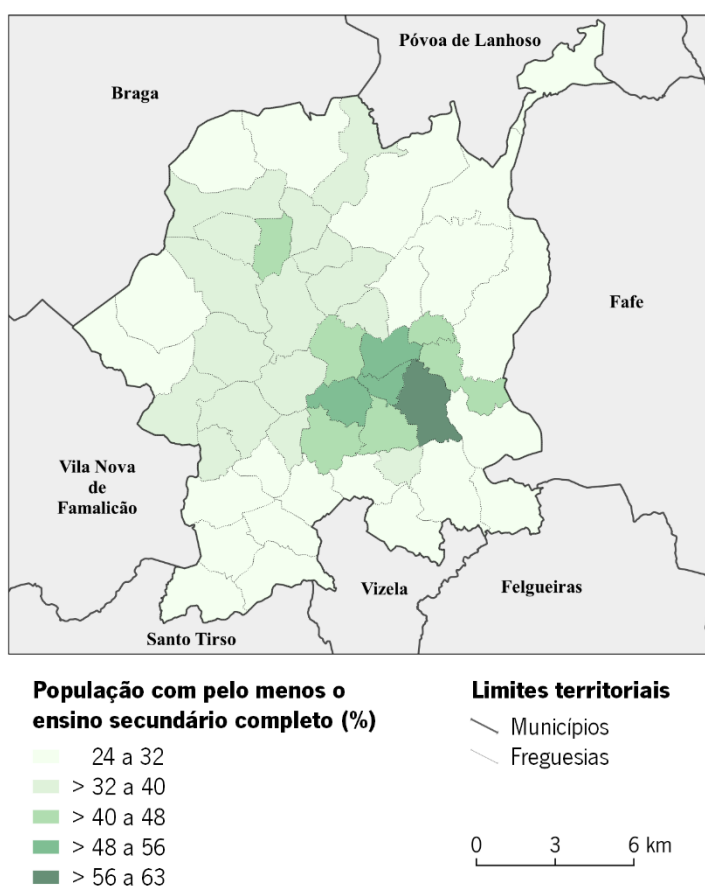 Póvoa de Lanhoso
Braga
Fafe
Vila Nova
de
Famalicão
Vizela
Felgueiras
Santo Tirso
População com pelo menos o
ensino secundário completo (%)
24 a 32
> 32 a 40
> 40 a 48
> 48 a 56
> 56 a 63
Limites territoriais
Municípios
Freguesias
0 3 6 km